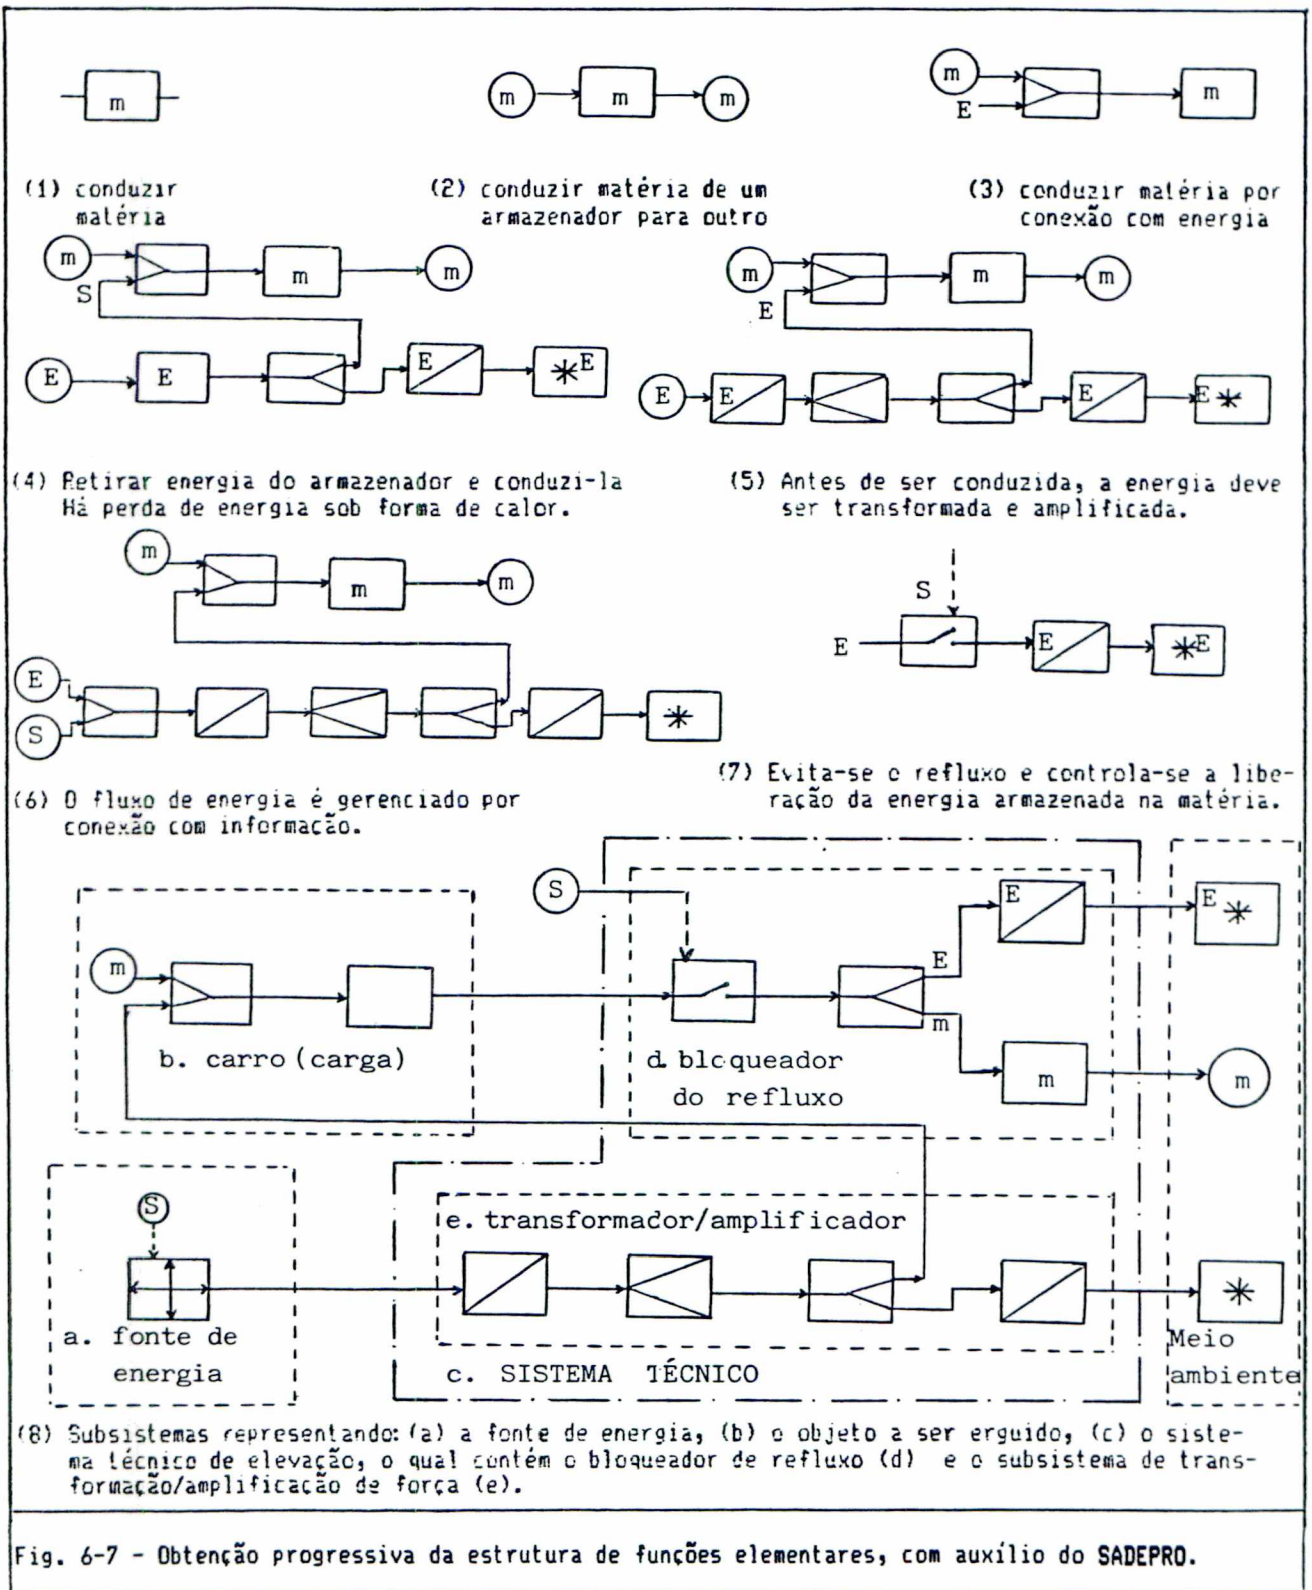 m
m
m
m
m
E
m
(1) conduzir
matéria
(2) conduzir matéria de um
armazenador para outro
(3) conduzir matéria por
conexão com energia
m
S
m
m
E
E
E
E
m
E
m
m
E
E
E
E
(4) Retirar energia do armazenador e conduzi-la
Há perda de energia sob forma de calor.
(5) Antes de ser conduzida, a energia deve
ser transformada e amplificada.
m
m
m
E
S
S
E
E
E
(6) O fluxo de energia é gerenciado por
conexão com informação.
(7) Evita-se o refluxo e controla-se a libe-
ração da energia armazenada na matéria.
S
E
E
m
E
m
m
m
b. carro (carga)
d. bloqueador
do refluxo
S
e. transformador/amplificador
a. fonte de
energia
c. SISTEMA TÉCNICO
Meio
ambiente
(8) Subsistemas representando: (a) a fonte de energia, (b) o objeto a ser erguido, (c) o siste-
ma técnico de elevação, o qual contém o bloqueador de refluxo (d) e o subsistema de trans-
formação/amplificação de força (e).
Fig. 6-7 - Obtenção progressiva da estrutura de funções elementares, com auxílio do SADEPRO.